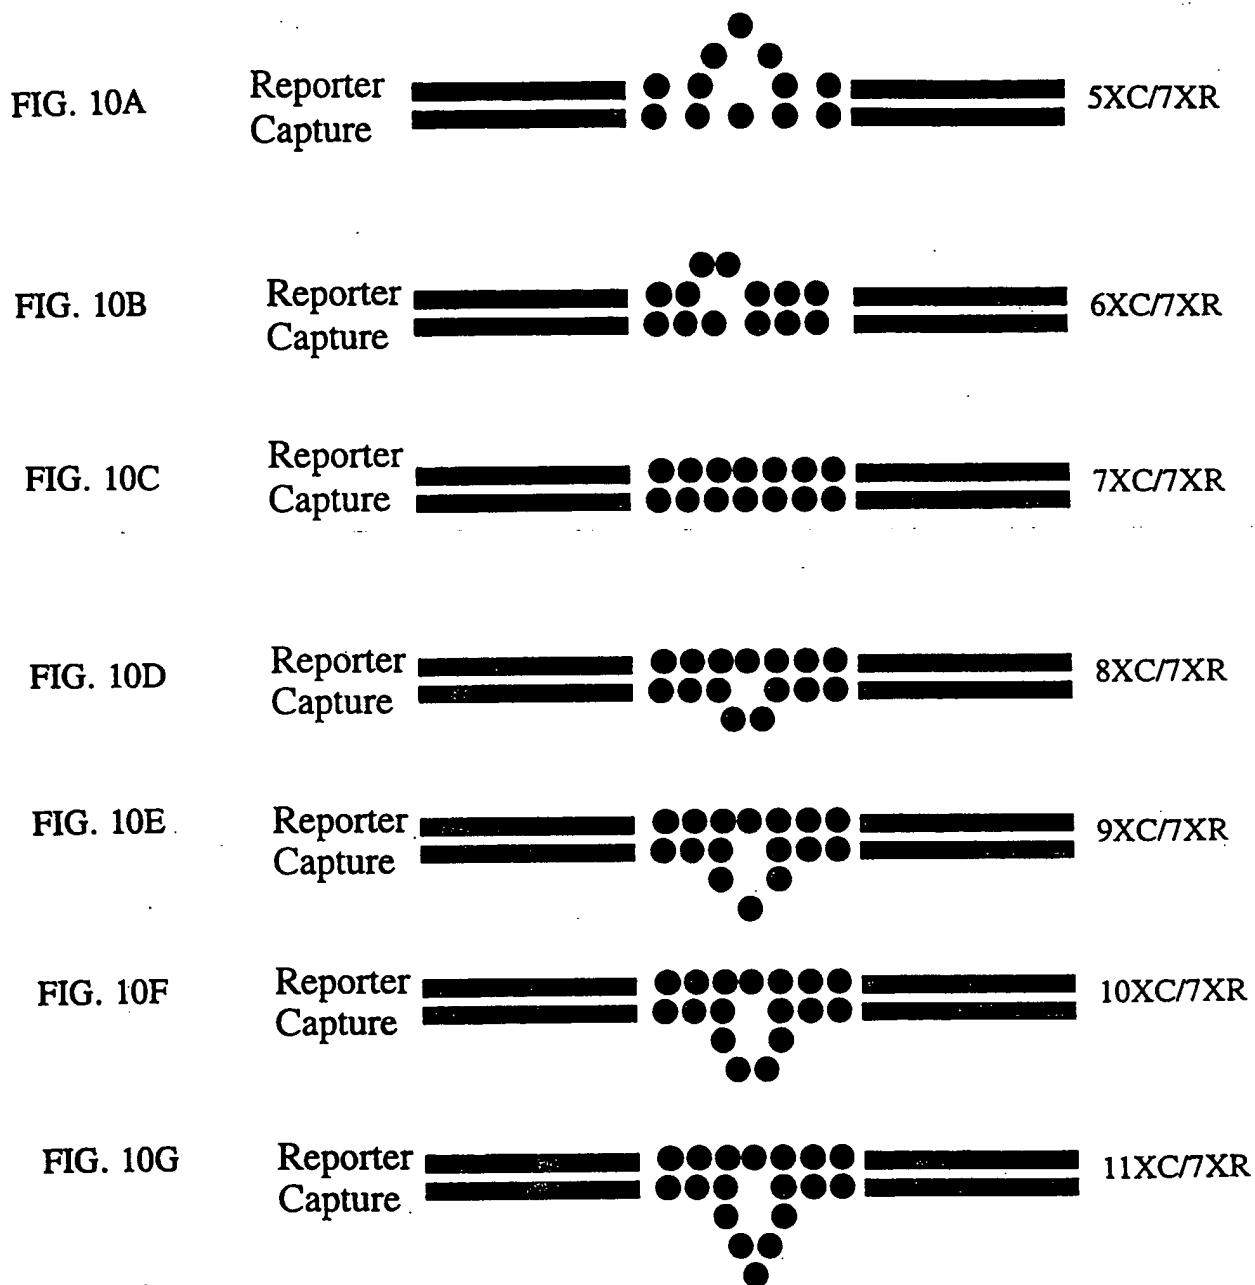 FIG. 10A
Reporter
Capture
5XC/7XR
FIG. 10B
Reporter
Capture
6XC/7XR
FIG. 10C
Reporter
Capture
7XC/7XR
FIG. 10D
Reporter
Capture
8XC/7XR
FIG. 10E
Reporter
Capture
9XC/7XR
FIG. 10F
Reporter
Capture
10XC/7XR
FIG. 10G
Reporter
Capture
11XC/7XR